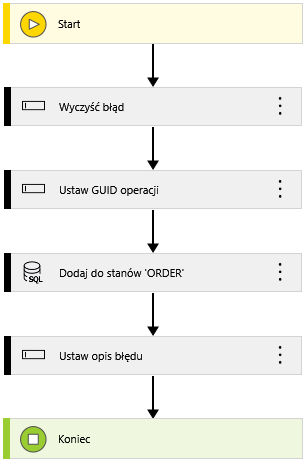 Start
Wyczyść błąd
Ustaw GUID operacji
SQL
Dodaj do stanów 'ORDER'
Ustaw opis błędu
Koniec